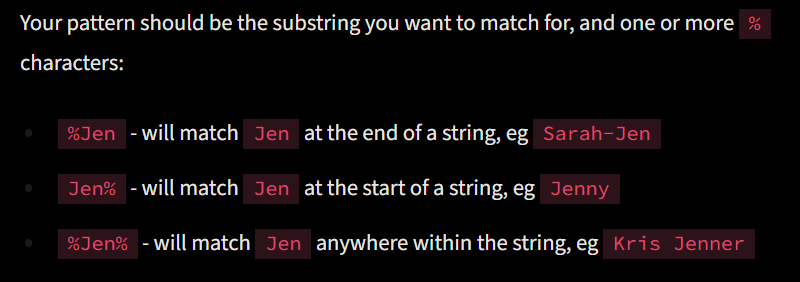 Your pattern should be the substring you want to match for, and one or more %
characters:
%Jen - will match Jen at the end of a string, eg Sarah-Jen
Jen% - will match Jen at the start of a string, eg Jenny
%Jen% - will match Jen anywhere within the string, eg Kris Jenner